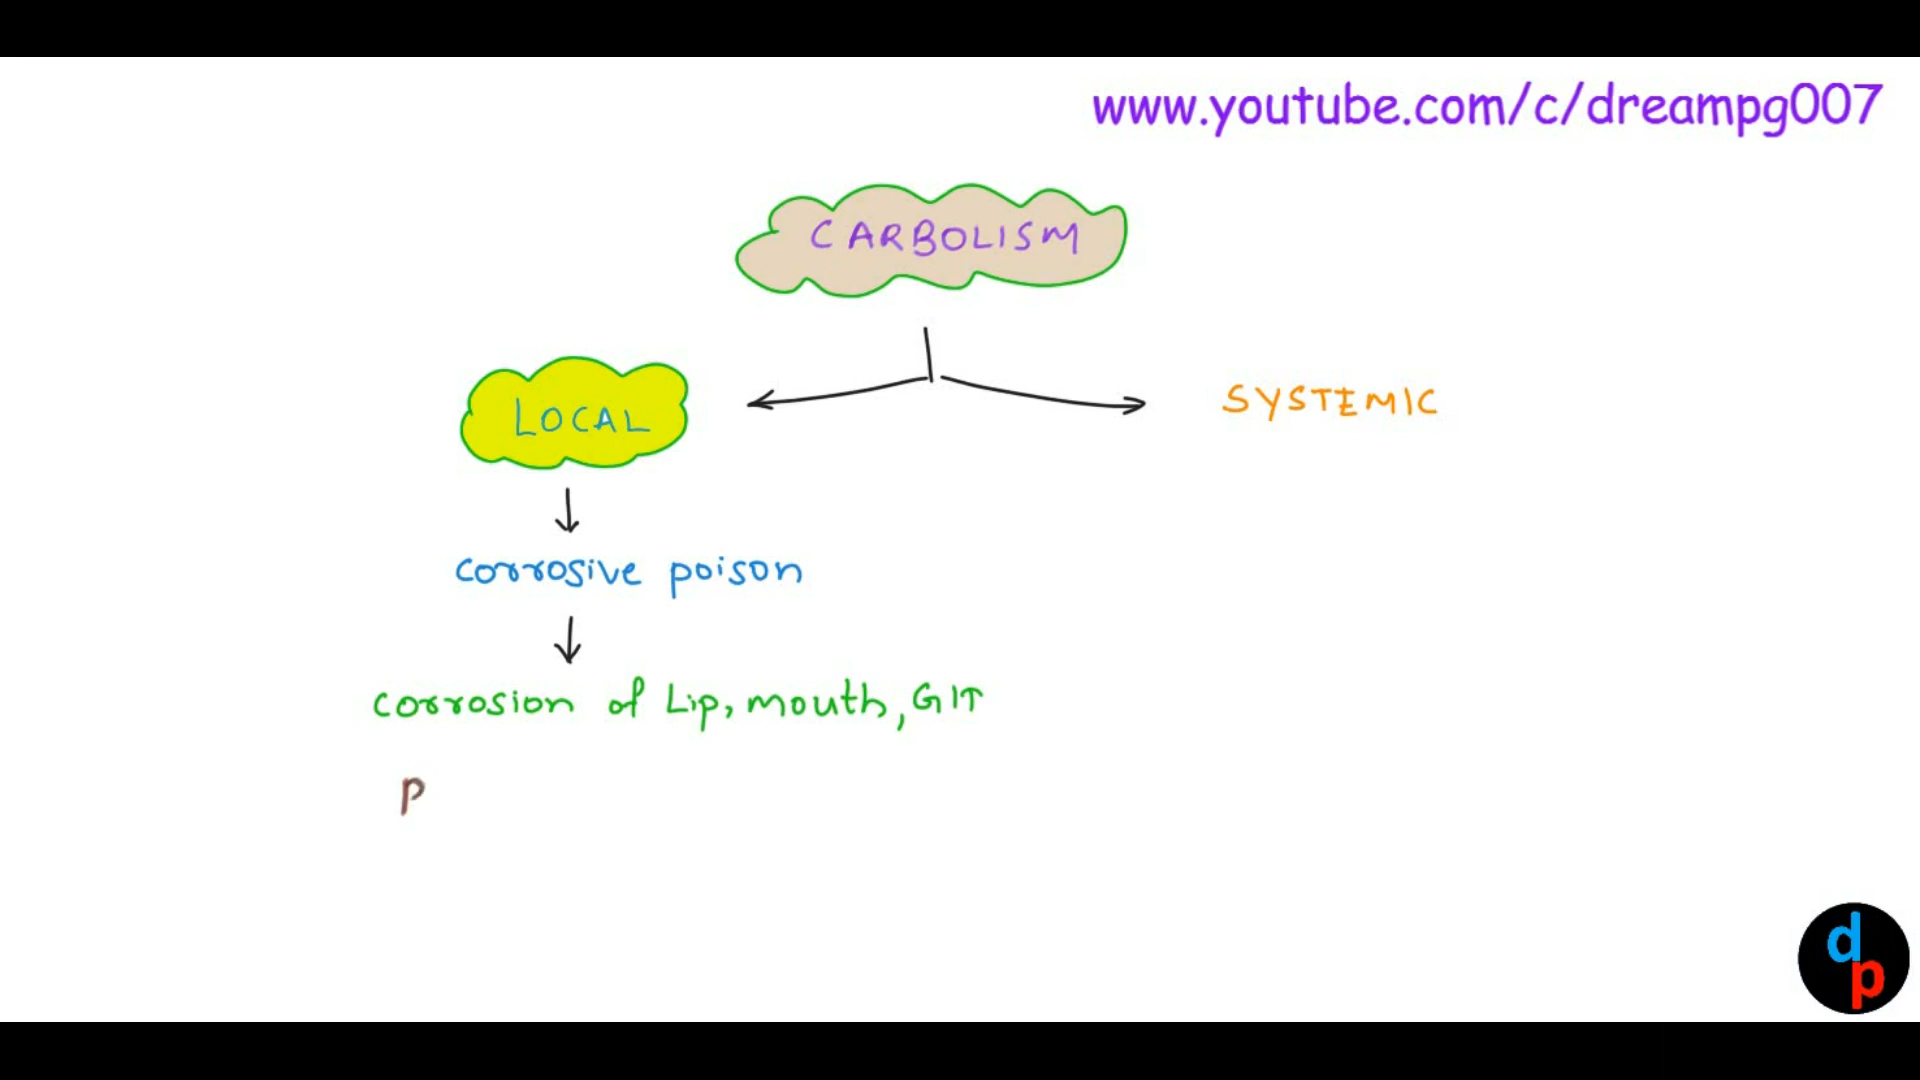 www.youtube.com/c/dreampg007
CARBOLISM
LOCAL
SYSTEMIC
corrosive poison
corrosion of Lip, mouth, GIT
P
dp